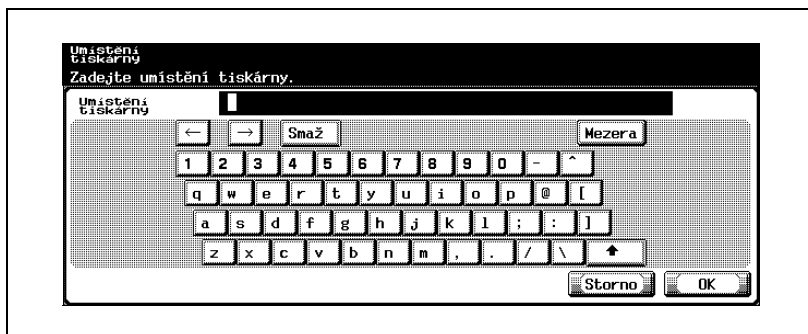 Umístění
tiskárny
Zadejte umístění tiskárny.
Umístění
tiskárny
← → Smaž Mezera
1 2 3 4 5 6 7 8 9 0 - ^
q w e r t y u i o p @ [
a s d f g h j k l ; : ]
z x c v b n m , . / \ ↑
Storno OK